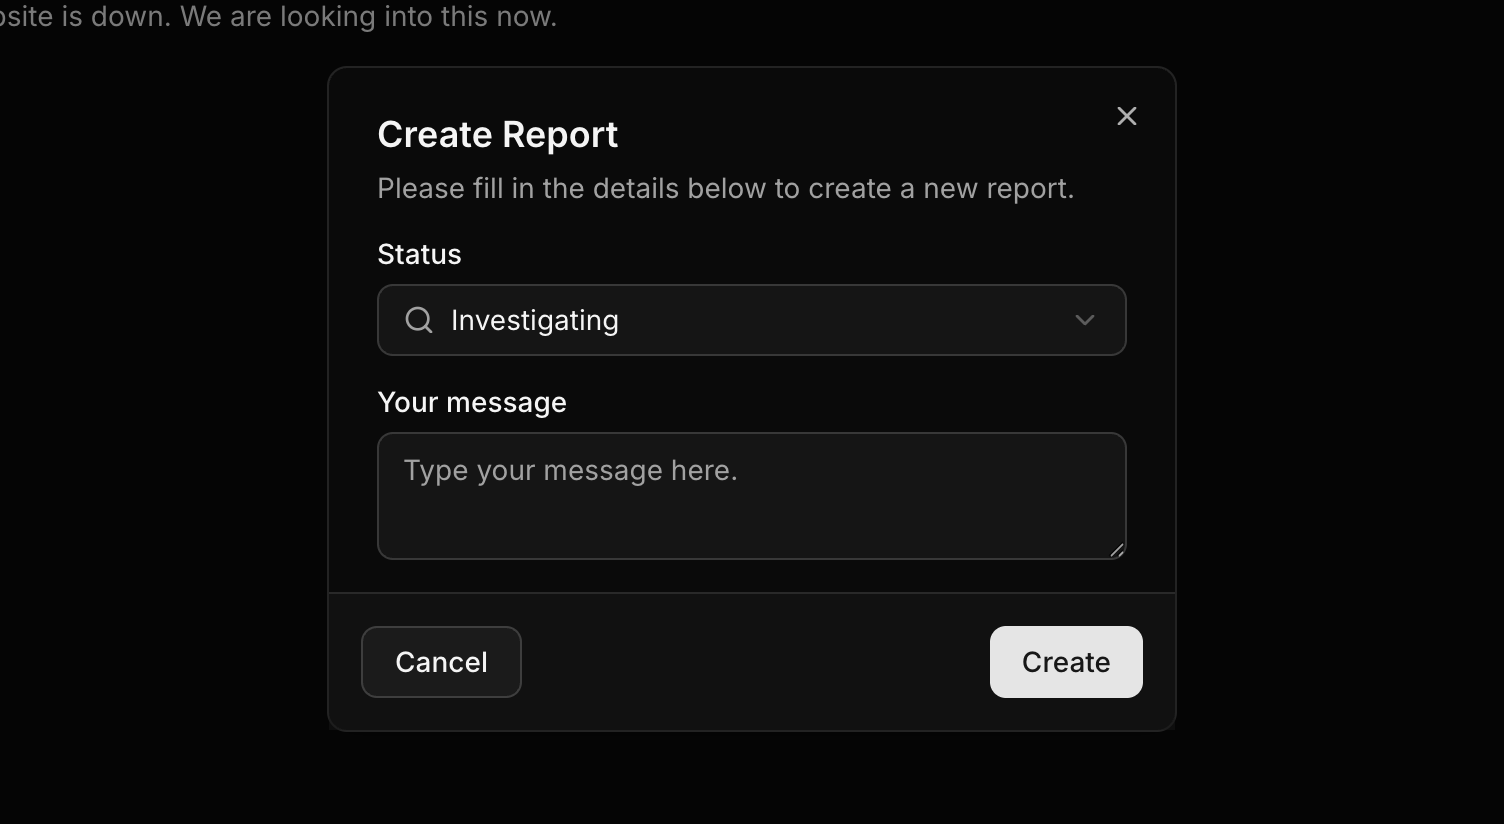 site is down. We are looking into this now.
Create Report
Please fill in the details below to create a new report.
Status
Investigating
Your message
Type your message here.
Cancel
Create